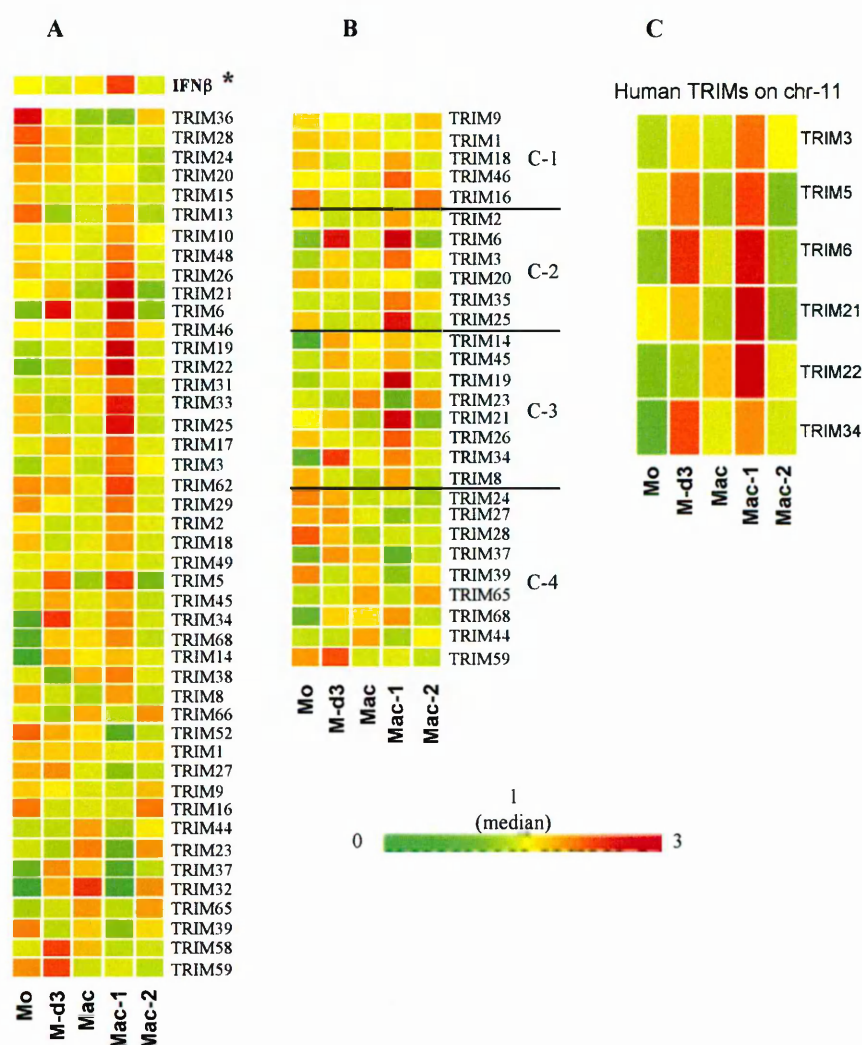 A
IFNβ *
TRIM36
TRIM28
TRIM24
TRIM20
TRIM15
TRIM13
TRIM10
TRIM48
TRIM26
TRIM21
TRIM6
TRIM46
TRIM19
TRIM22
TRIM31
TRIM33
TRIM25
TRIM17
TRIM3
TRIM62
TRIM29
TRIM2
TRIM18
TRIM49
TRIM5
TRIM45
TRIM34
TRIM68
TRIM14
TRIM38
TRIM8
TRIM66
TRIM52
TRIM1
TRIM27
TRIM9
TRIM16
TRIM44
TRIM23
TRIM37
TRIM32
TRIM65
TRIM39
TRIM58
TRIM59
Mo
M-d3
Mac
Mac-1
Mac-2
B
TRIM9
TRIM1
TRIM18
TRIM46
TRIM16
C-1
TRIM2
TRIM6
TRIM3
TRIM20
TRIM35
TRIM25
C-2
TRIM14
TRIM45
TRIM19
TRIM23
TRIM21
TRIM26
TRIM34
TRIM8
C-3
TRIM24
TRIM27
TRIM28
TRIM37
TRIM39
TRIM65
TRIM68
TRIM44
TRIM59
C-4
Mo
M-d3
Mac
Mac-1
Mac-2
C
Human TRIMs on chr-11
TRIM3
TRIM5
TRIM6
TRIM21
TRIM22
TRIM34
Mo
M-d3
Mac
Mac-1
Mac-2
1
(median)
0
3